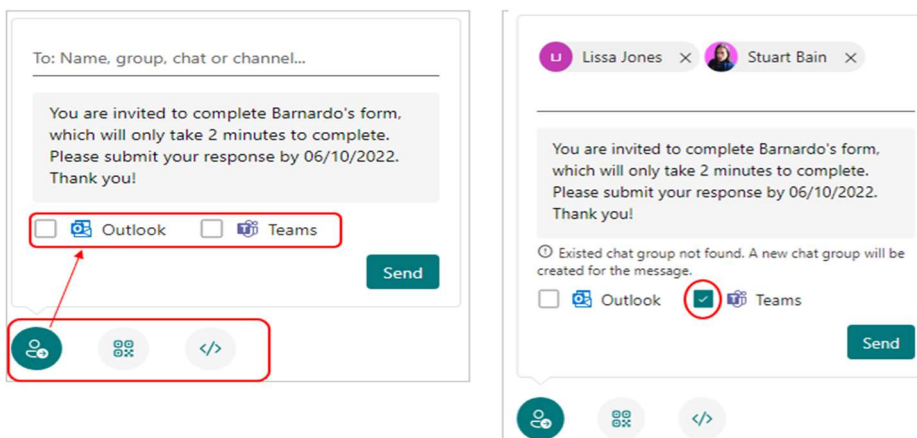 To: Name, group, chat or channel...
You are invited to complete Barnardo's form,
which will only take 2 minutes to complete.
Please submit your response by 06/10/2022.
Thank you!
Outlook Teams
Send
</>
LJ Lissa Jones × Stuart Bain ×
You are invited to complete Barnardo's form,
which will only take 2 minutes to complete.
Please submit your response by 06/10/2022.
Thank you!
Existed chat group not found. A new chat group will be
created for the message.
Outlook Teams
Send
</>